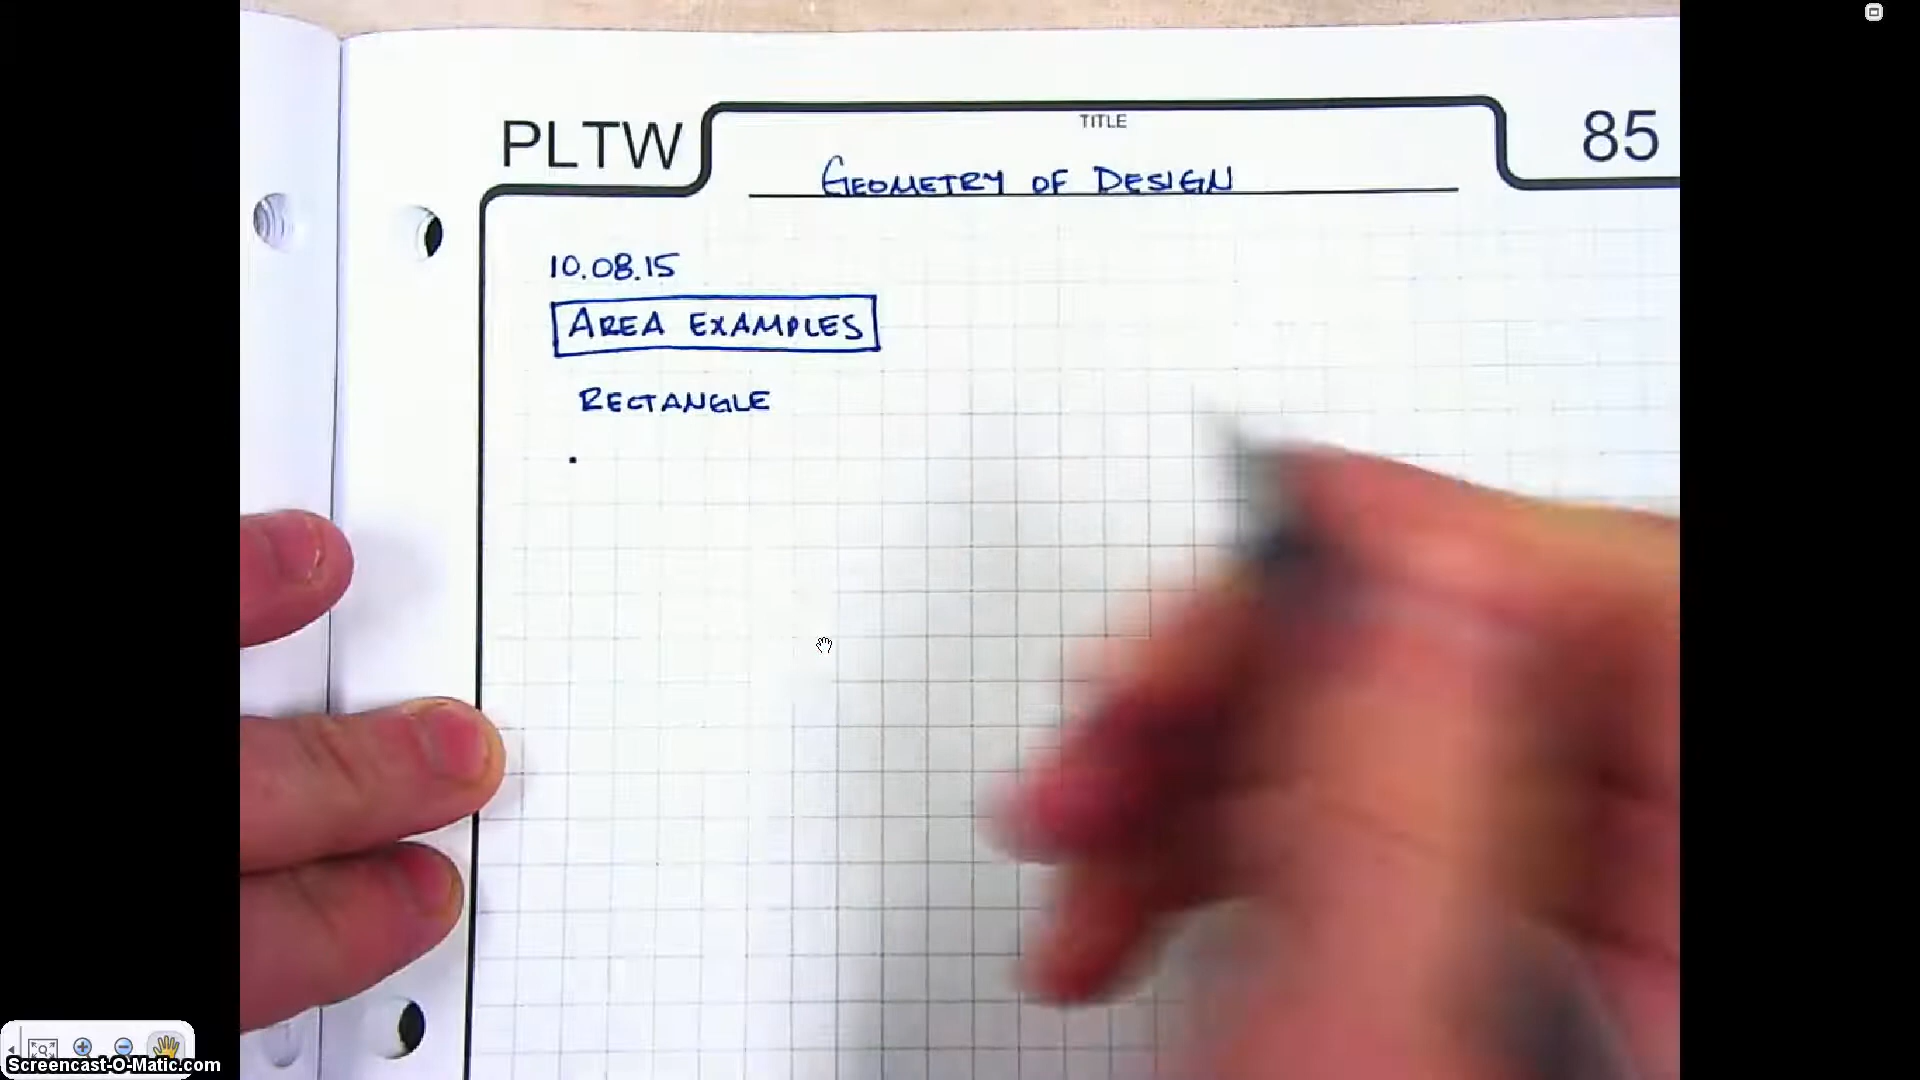 TITLE
PLTW
GEOMETRY OF DESIGN
85
10.08.15
AREA EXAMPLES
RECTANGLE
Screencast-O-Matic.com